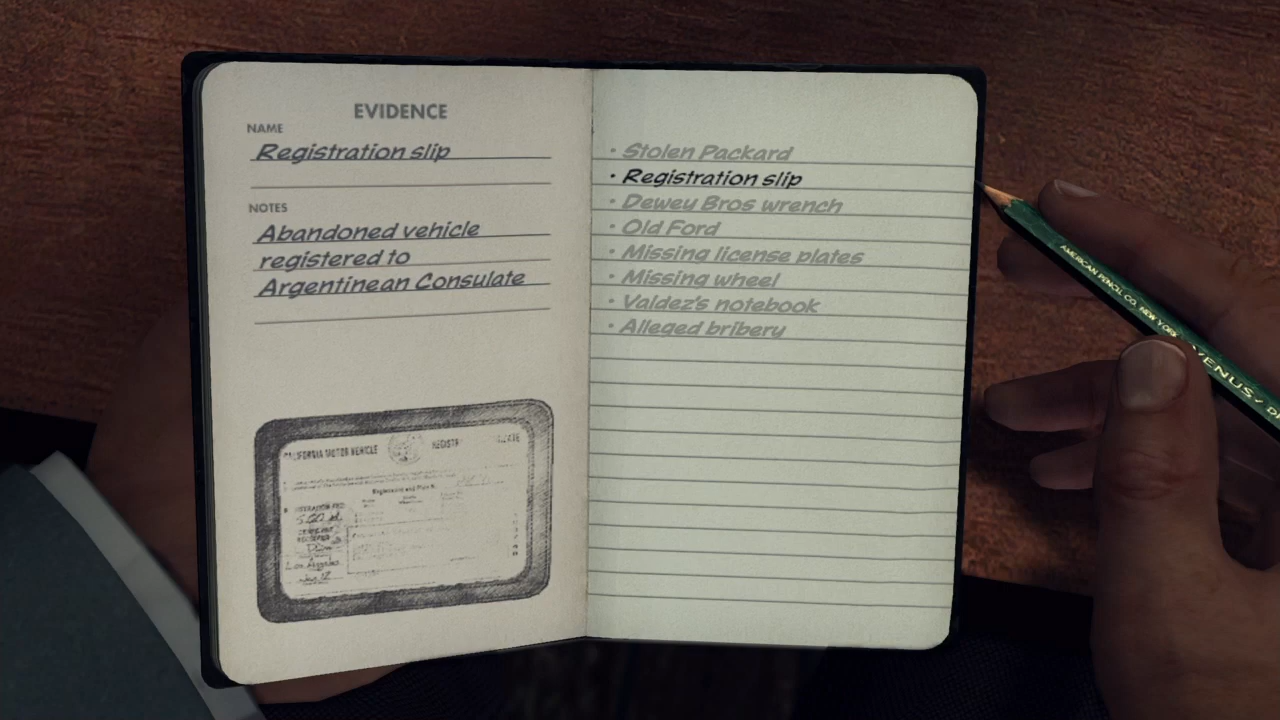 EVIDENCE
NAME
Registration slip
NOTES
Abandoned vehicle
registered to
Argentinean Consulate
CALIFORNIA MOTOR VEHICLE
Los Angeles
• Stolen Packard
• Registration slip
• Dewey Bros wrench
• Old Ford
• Missing license plates
• Missing wheel
• Valdez's notebook
• Alleged bribery
AMERICAN PENCIL CO. NEW YORK
VENUS